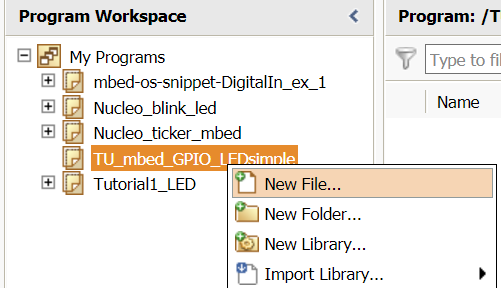 Program Workspace
My Programs
mbed-os-snippet-DigitalIn_ex_1
Nucleo_blink_led
Nucleo_ticker_mbed
TU_mbed_GPIO_LEDsimple
Tutorial1_LED
New File...
New Folder...
New Library...
Import Library...
Program: /T
Type to fil
Name